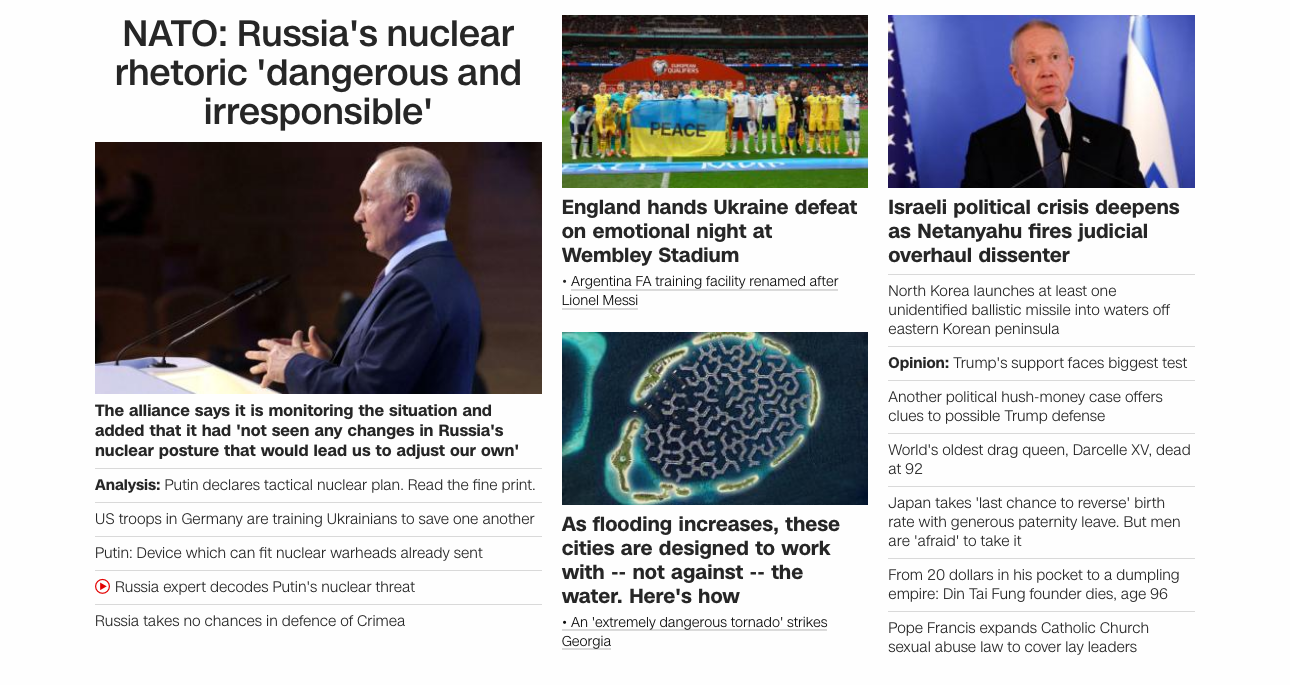 NATO: Russia's nuclear
rhetoric 'dangerous and
irresponsible'
The alliance says it is monitoring the situation and
added that it had 'not seen any changes in Russia's
nuclear posture that would lead us to adjust our own'
Analysis: Putin declares tactical nuclear plan. Read the fine print.
US troops in Germany are training Ukrainians to save one another
Putin: Device which can fit nuclear warheads already sent
Russia expert decodes Putin's nuclear threat
Russia takes no chances in defence of Crimea
EUROPEAN
QUALIFIERS
PEACE
England hands Ukraine defeat
on emotional night at
Wembley Stadium
• Argentina FA training facility renamed after
Lionel Messi
As flooding increases, these
cities are designed to work
with -- not against -- the
water. Here's how
• An 'extremely dangerous tornado' strikes
Georgia
Israeli political crisis deepens
as Netanyahu fires judicial
overhaul dissenter
North Korea launches at least one
unidentified ballistic missile into waters off
eastern Korean peninsula
Opinion: Trump's support faces biggest test
Another political hush-money case offers
clues to possible Trump defense
World's oldest drag queen, Darcelle XV, dead
at 92
Japan takes 'last chance to reverse' birth
rate with generous paternity leave. But men
are 'afraid' to take it
From 20 dollars in his pocket to a dumpling
empire: Din Tai Fung founder dies, age 96
Pope Francis expands Catholic Church
sexual abuse law to cover lay leaders